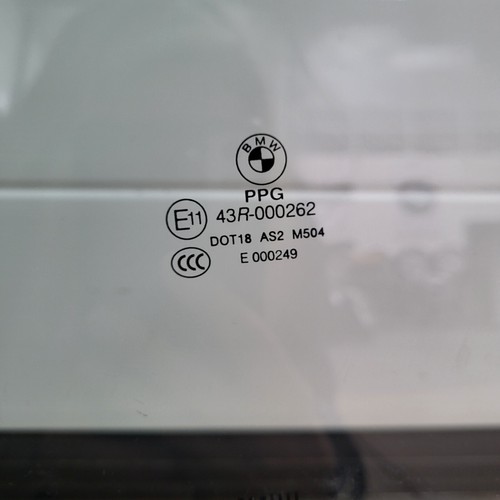 BMW
PPG
E11 43R-000262
DOT18 AS2 M504
CCC E 000249